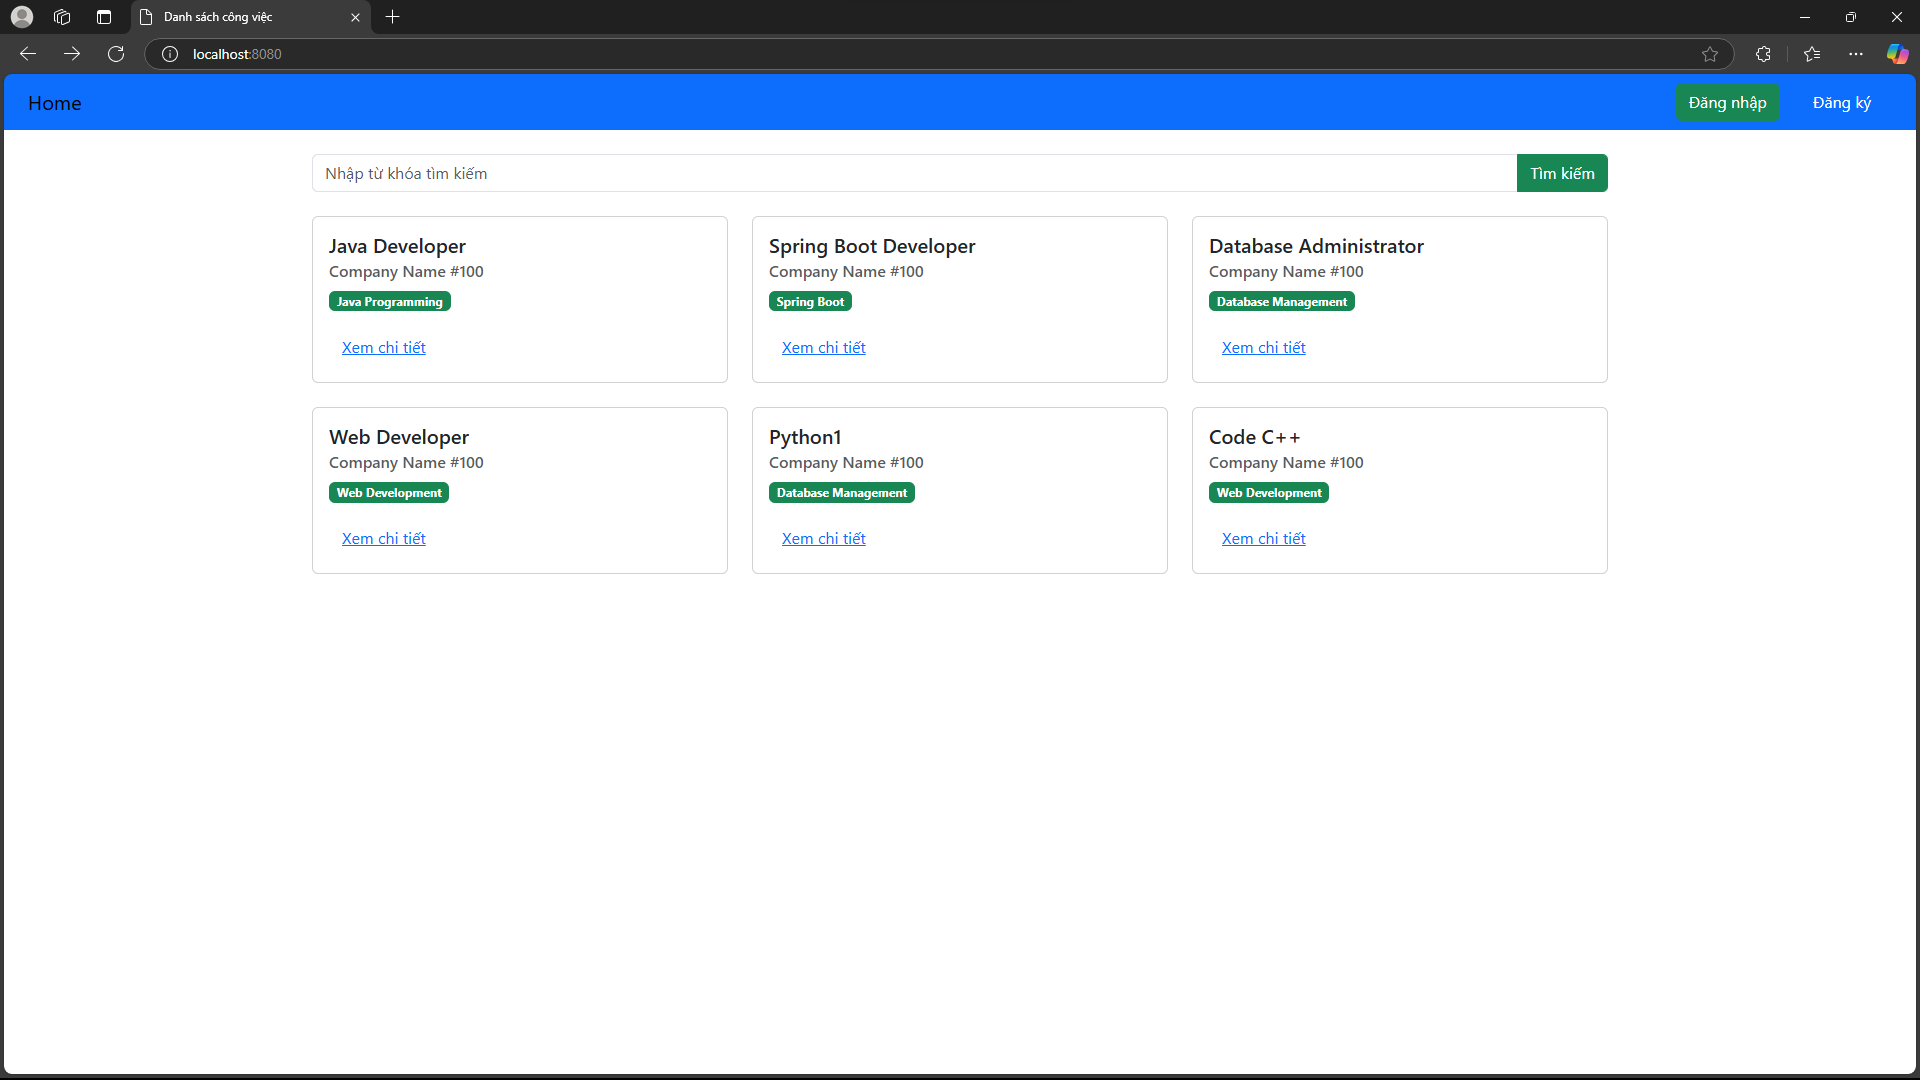 Danh sách công việc
localhost:8080
Home
Đăng nhập
Đăng ký
Nhập từ khóa tìm kiếm
Tìm kiếm
Java Developer
Company Name #100
Java Programming
Xem chi tiết
Spring Boot Developer
Company Name #100
Spring Boot
Xem chi tiết
Database Administrator
Company Name #100
Database Management
Xem chi tiết
Web Developer
Company Name #100
Web Development
Xem chi tiết
Python1
Company Name #100
Database Management
Xem chi tiết
Code C++
Company Name #100
Web Development
Xem chi tiết